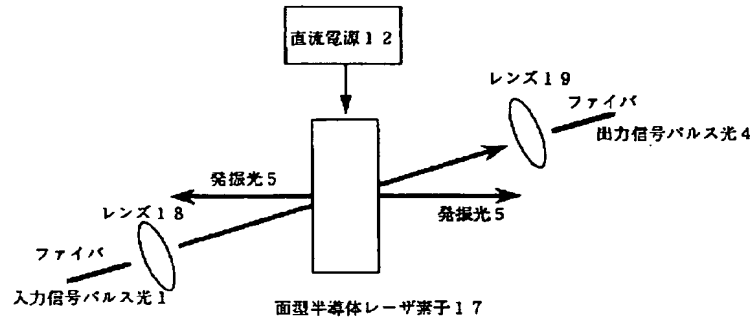 直流電源12
レンズ19
ファイバ
出力信号パルス光4
発振光5
発振光5
レンズ18
ファイバ
入力信号パルス光1
面型半導体レーザ素子17